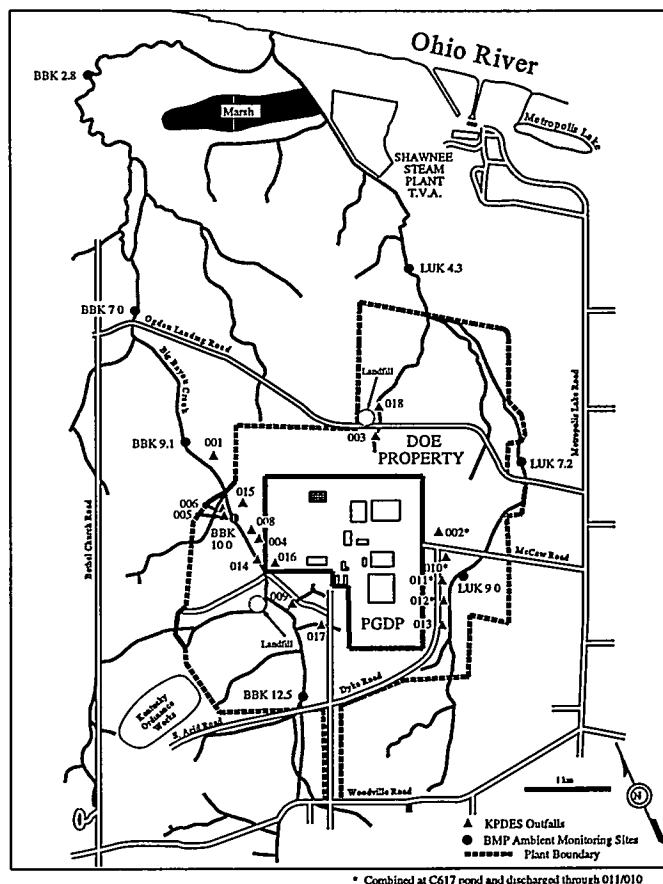 Ohio River
BBK 2.8
Marsh
Metropolis Lake
SHAWNEE
STEAM
PLANT
T.V.A.
LUK 4.3
BBK 7 0
Ogden Landing Road
Big Bayou Creek
Landfill
018
003
DOE
PROPERTY
Metropolis Lake Road
BBK 9.1
001
LUK 7.2
006
005
015
BBK
10 0
008
004
014
016
002*
McCaw Road
010*
011*
012*
013
LUK 9 0
Bethel Church Road
009
017
PGDP
Landfill
BBK 12.5
Dyke Road
Kentucky
Ordinance
Works
S. Acid Road
Woodville Road
1 km
N
KPDES Outfalls
BMP Ambient Monitoring Sites
Plant Boundary
* Combined at C617 pond and discharged through 011/010